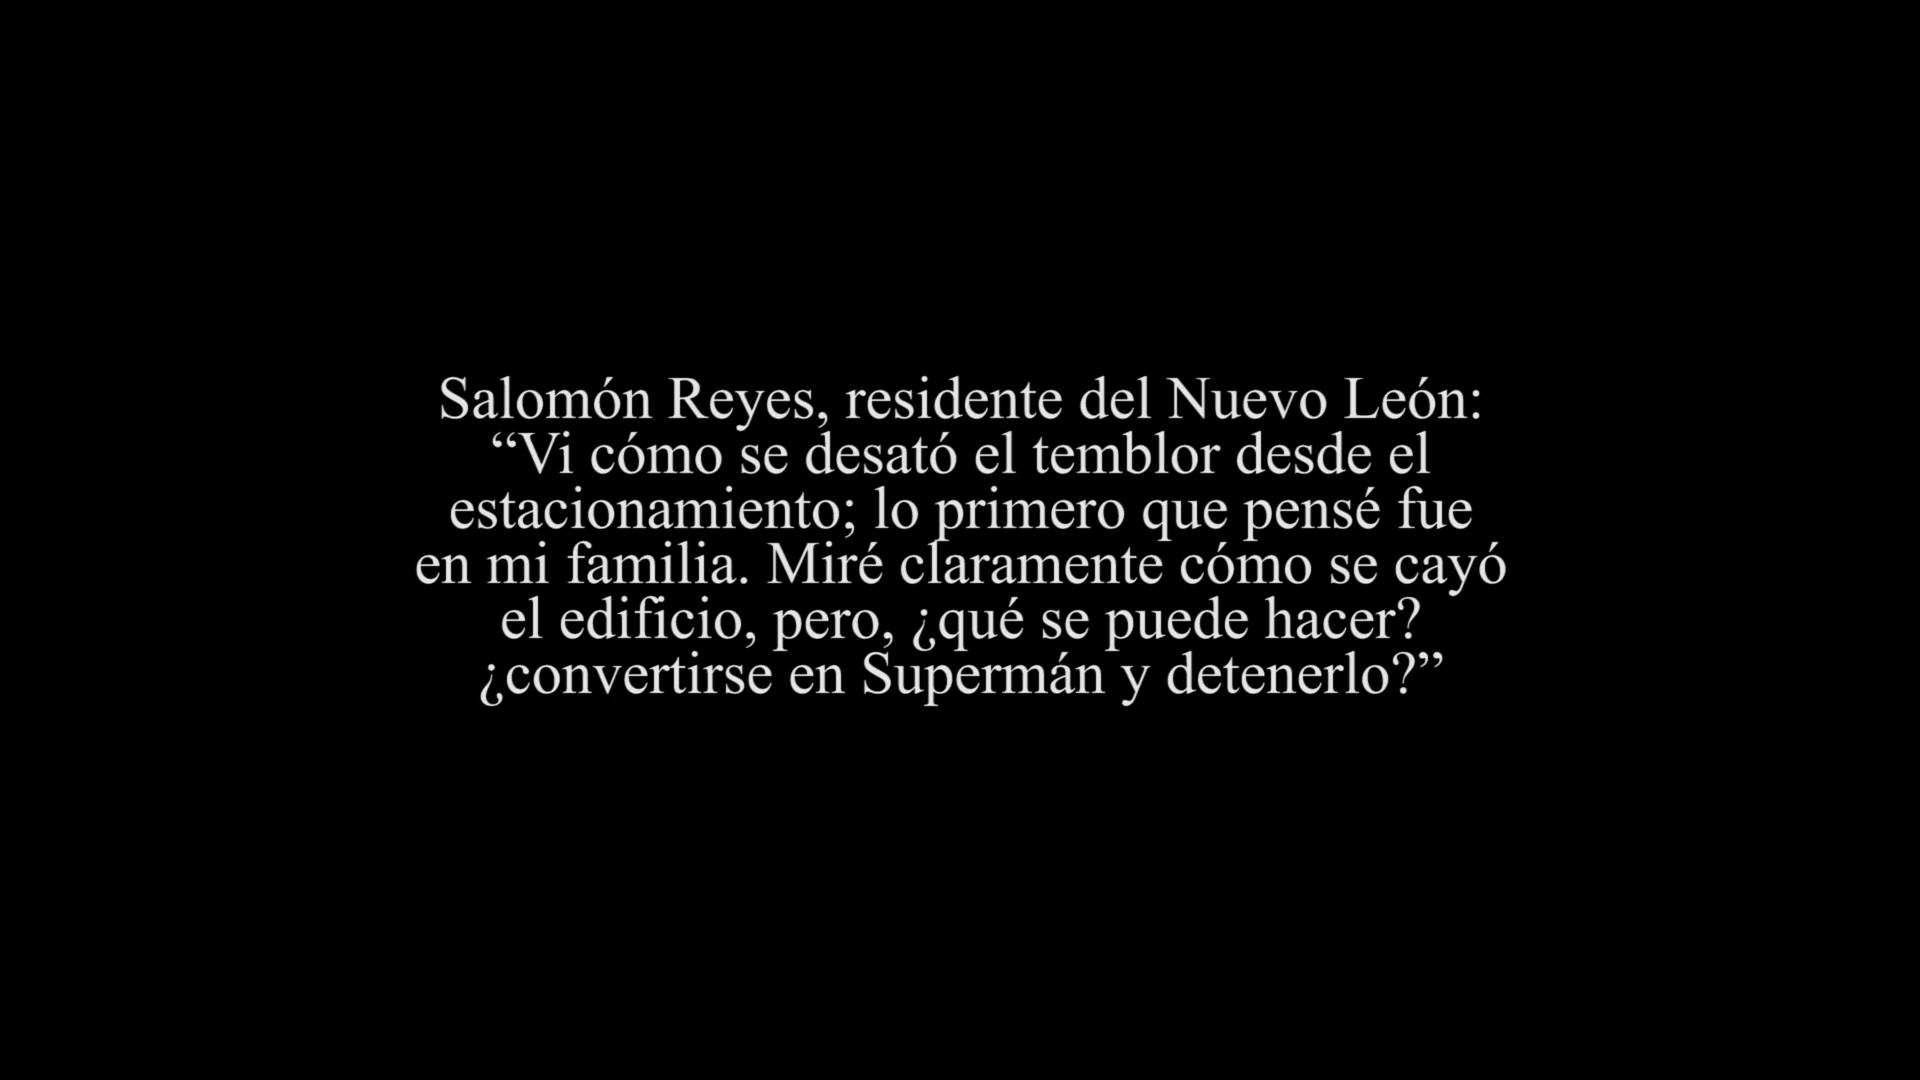 Salomón Reyes, residente del Nuevo León:
“Vi cómo se desató el temblor desde el
estacionamiento; lo primero que pensé fue
en mi familia. Miré claramente cómo se cayó
el edificio, pero, ¿qué se puede hacer?
¿convertirse en Supermán y detenerlo?”